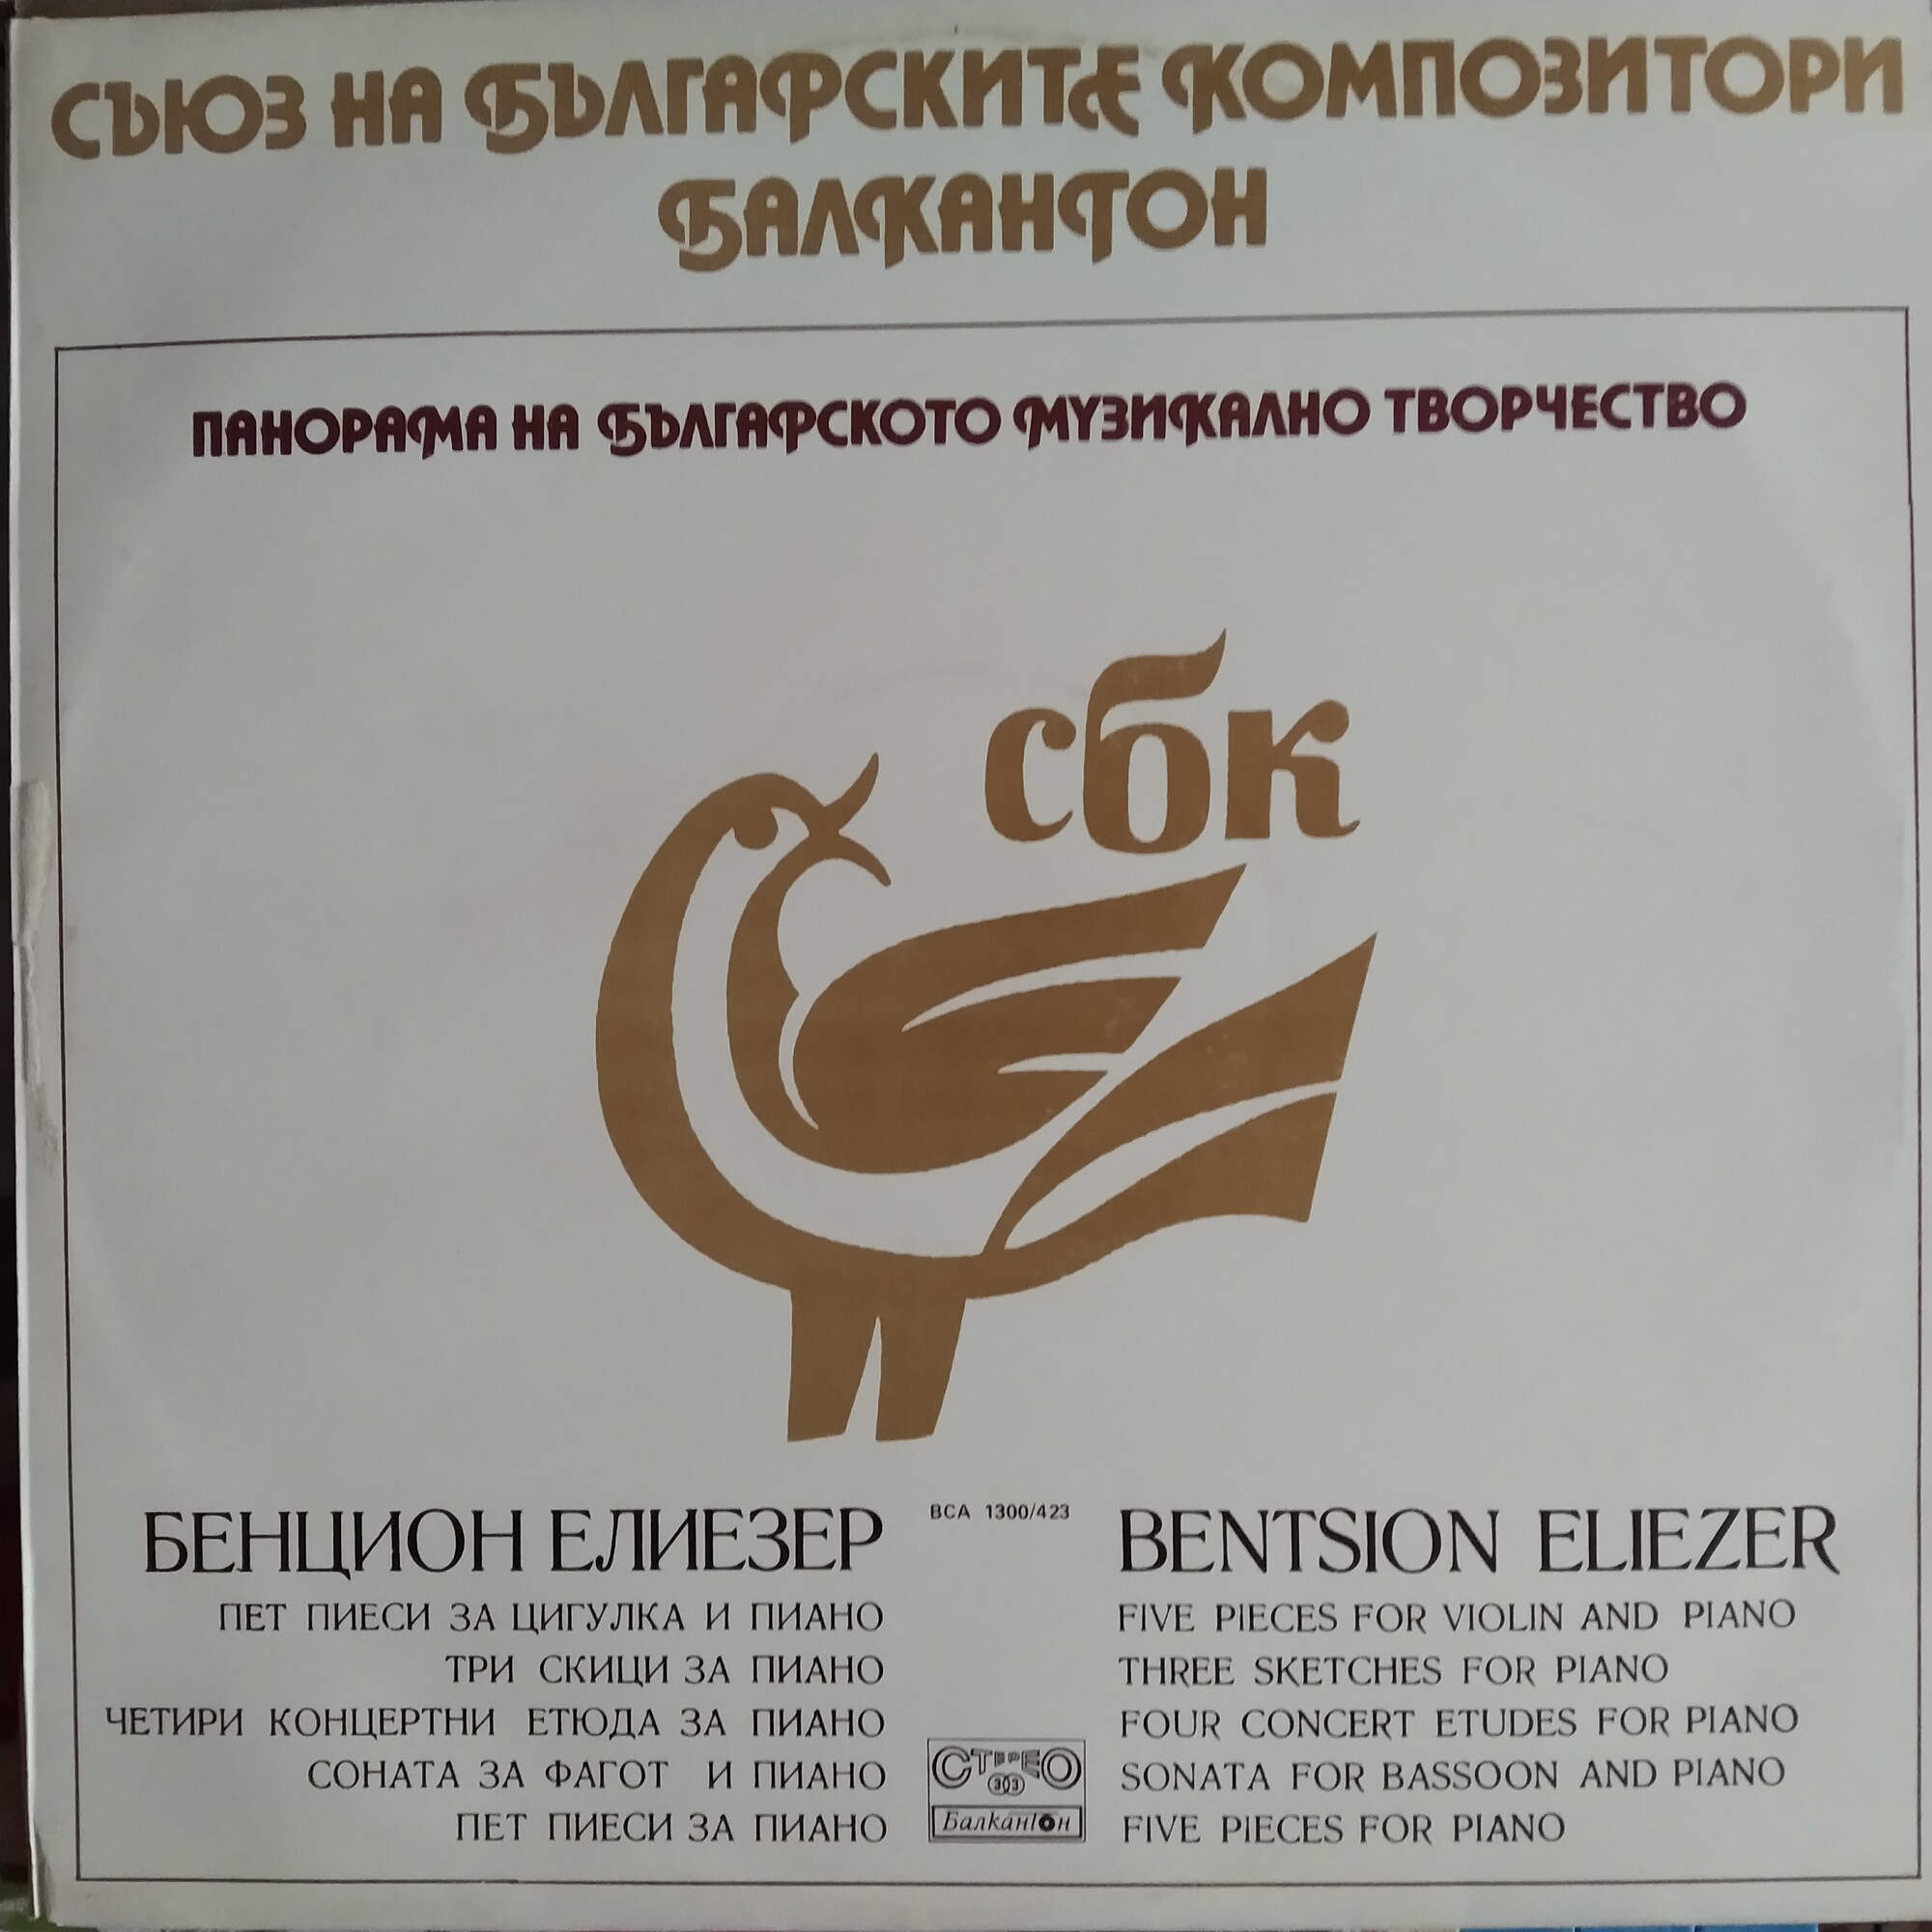 СЪЮЗ НА БЪЛГАРСКИТЕ КОМПОЗИТОРИ
БАЛКАНТОН
ПАНОРАМА НА БЪЛГАРСКОТО МУЗИКАЛНО ТВОРЧЕСТВО
сбк
БЕНЦИОН ЕЛИЕЗЕР
ПЕТ ПИЕСИ ЗА ЦИГУЛКА И ПИАНО
ТРИ СКИЦИ ЗА ПИАНО
ЧЕТИРИ КОНЦЕРТНИ ЕТЮДА ЗА ПИАНО
СОНАТА ЗА ФАГОТ И ПИАНО
ПЕТ ПИЕСИ ЗА ПИАНО
ВСА 1300/423
СТЕРЕО
33
Балкантон
BENTSION ELIEZER
FIVE PIECES FOR VIOLIN AND PIANO
THREE SKETCHES FOR PIANO
FOUR CONCERT ETUDES FOR PIANO
SONATA FOR BASSOON AND PIANO
FIVE PIECES FOR PIANO